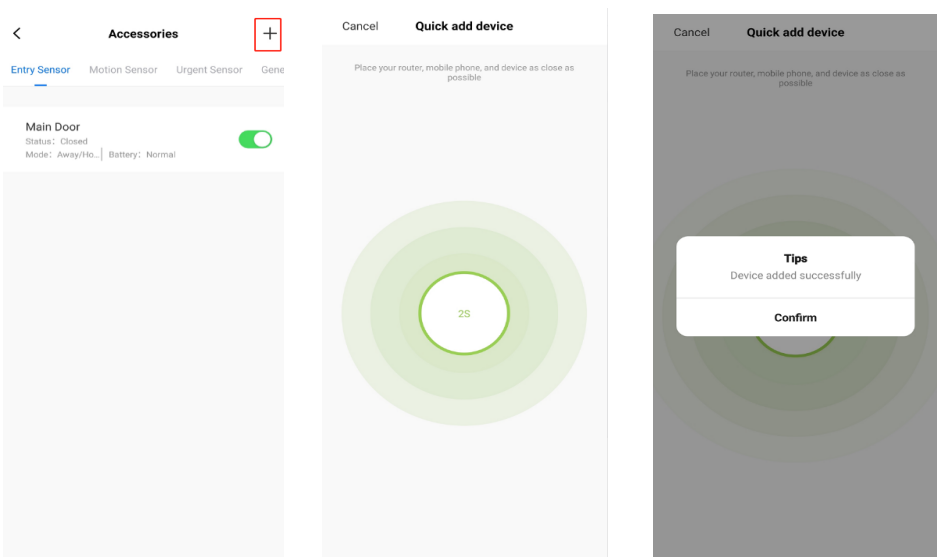 Accessories
Entry Sensor Motion Sensor Urgent Sensor Gene
Main Door
Status: Closed
Mode: Away/Ho... Battery: Normal
Cancel Quick add device
Place your router, mobile phone, and device as close as
possible
2S
Cancel Quick add device
Place your router, mobile phone, and device as close as
possible
Tips
Device added successfully
Confirm